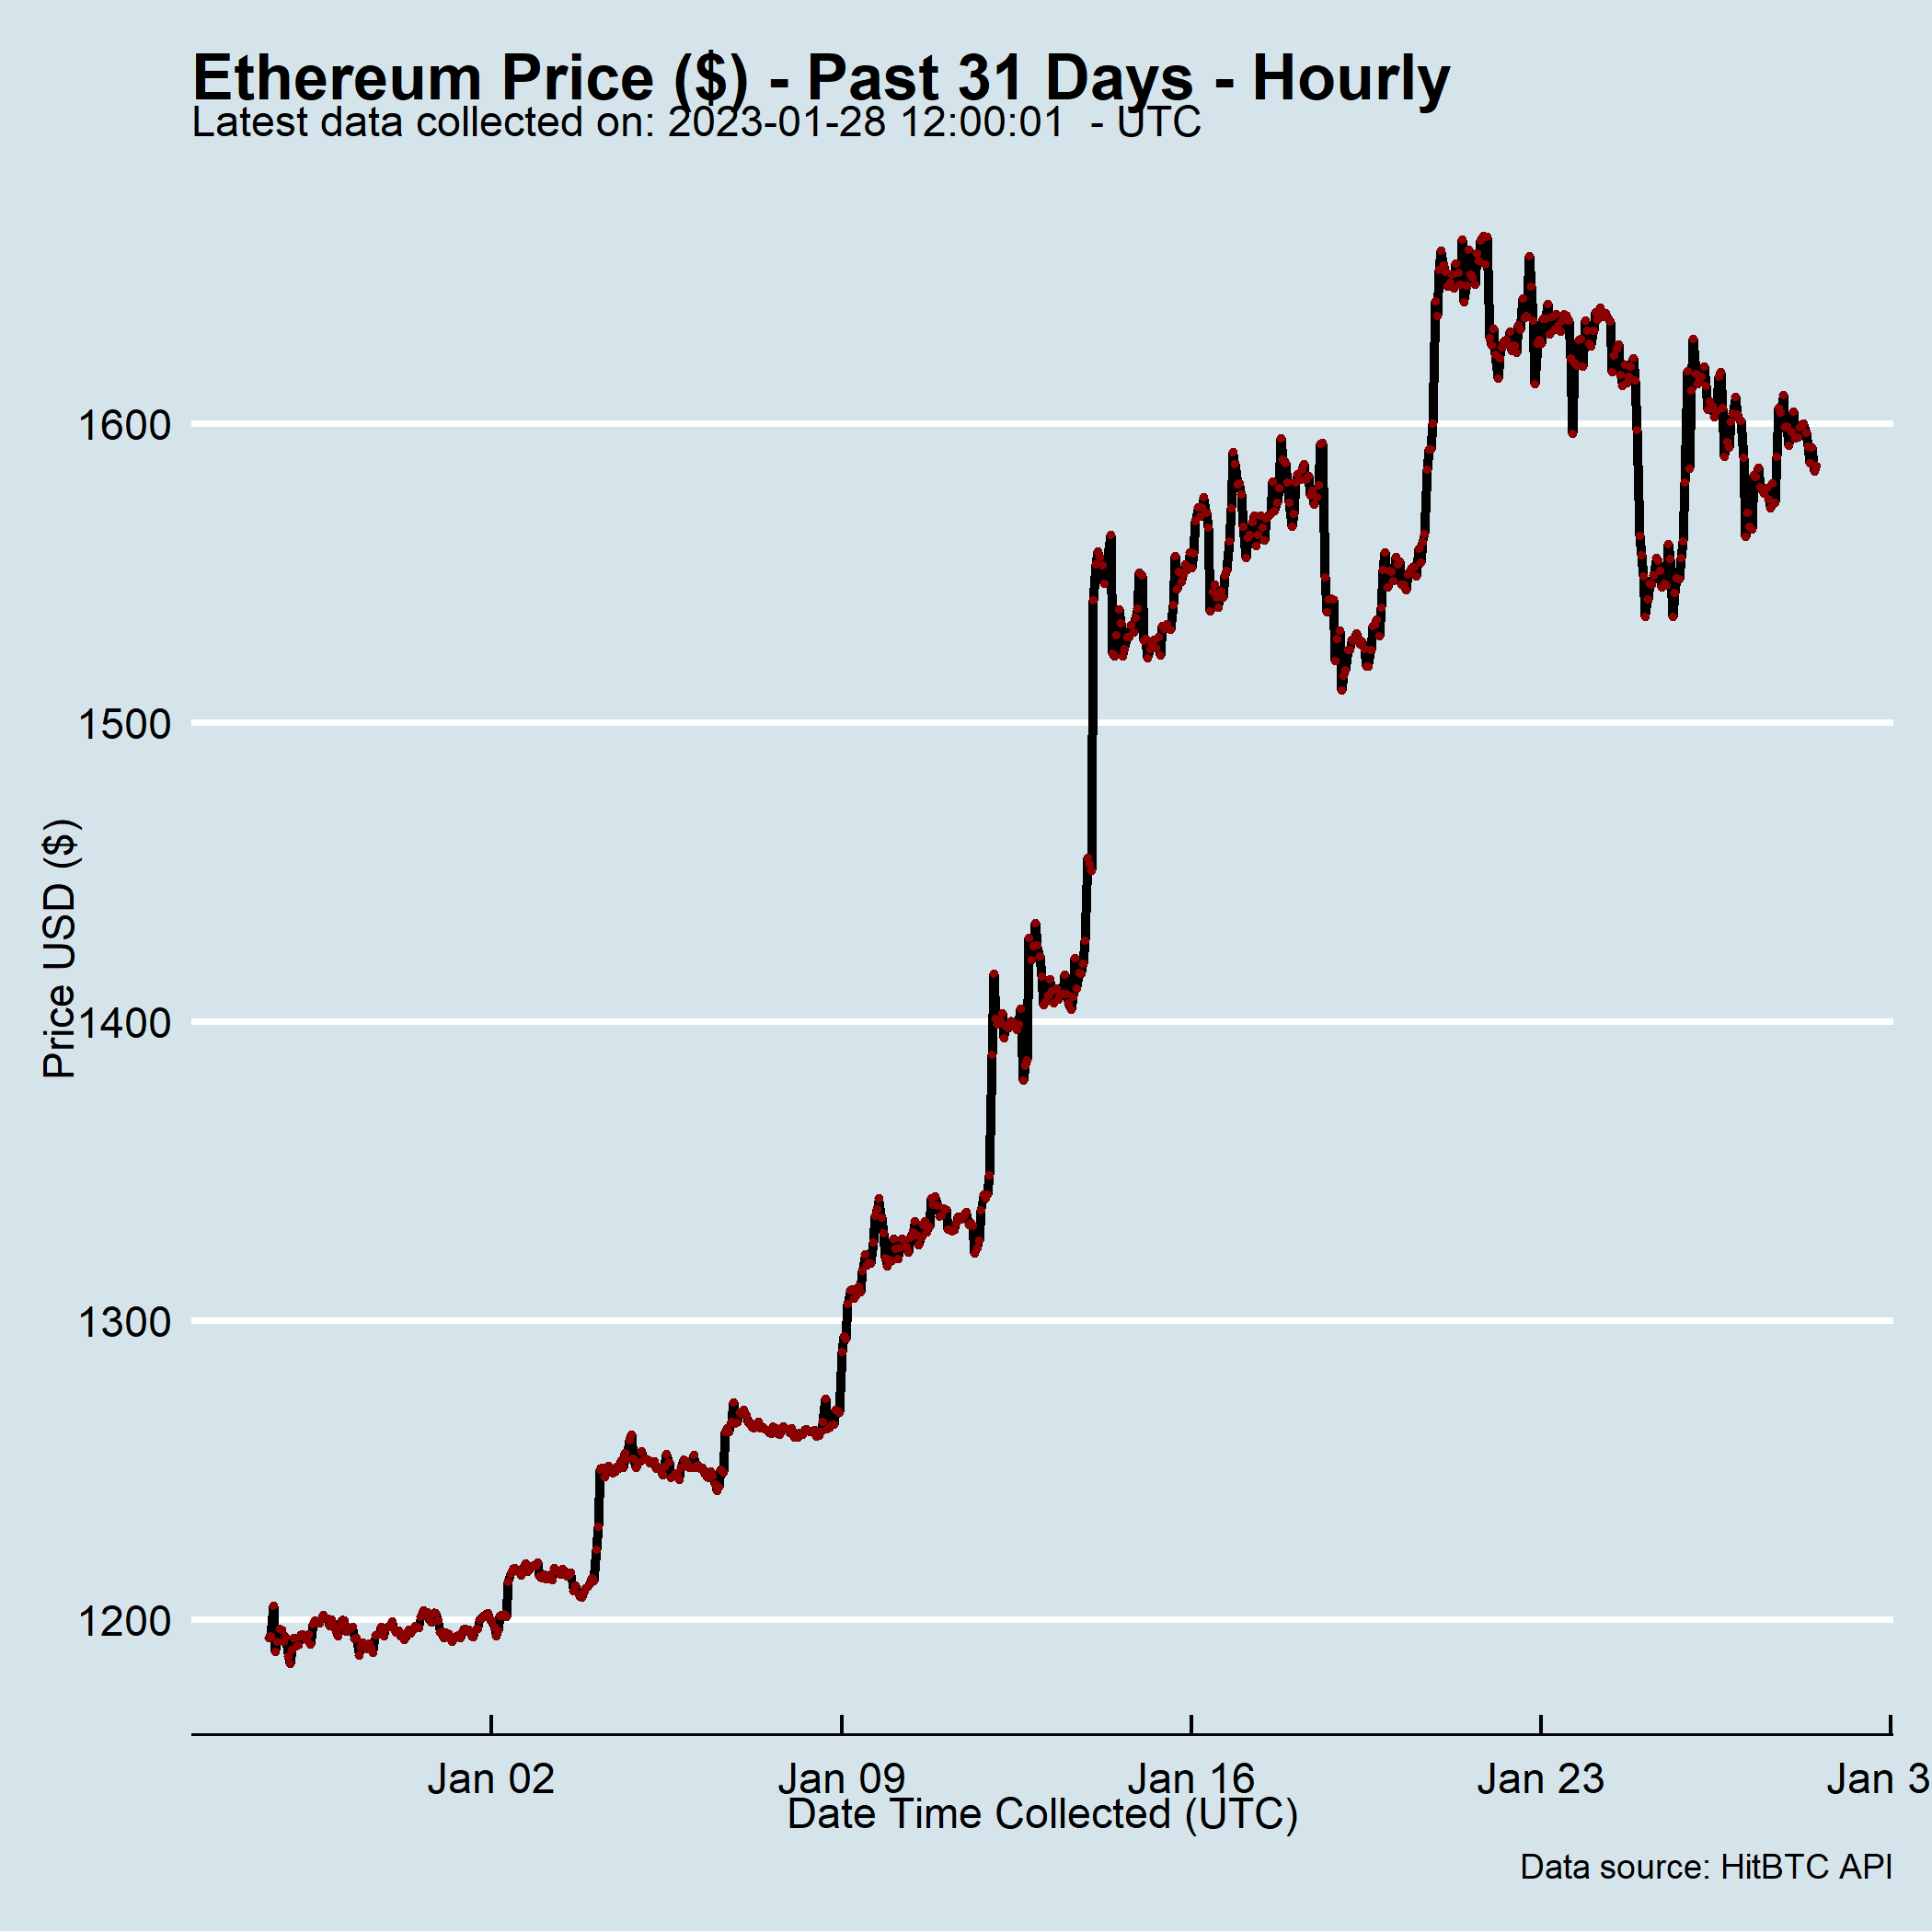 Ethereum Price ($) - Past 31 Days - Hourly
Latest data collected on: 2023-01-28 12:00:01  - UTC
Price USD ($)
1600
1500
1400
1300
1200
Jan 02
Jan 09
Jan 16
Jan 23
Jan 3
Date Time Collected (UTC)
Data source: HitBTC API